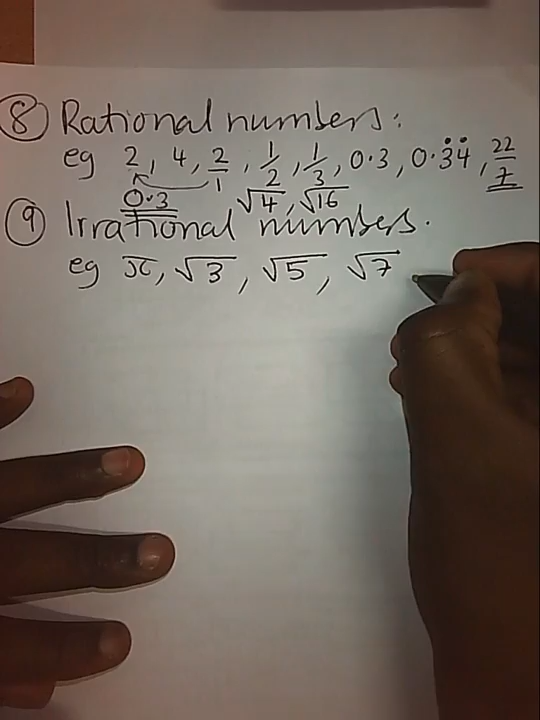 ⑧ Rational numbers:
eg 2, 4, 2/1, 1/2, 1/3, 0·3, 0·3̇4̇, 22/7
0·3 √4, √16
⑨ Irrational numbers.
eg π, √3, √5, √7